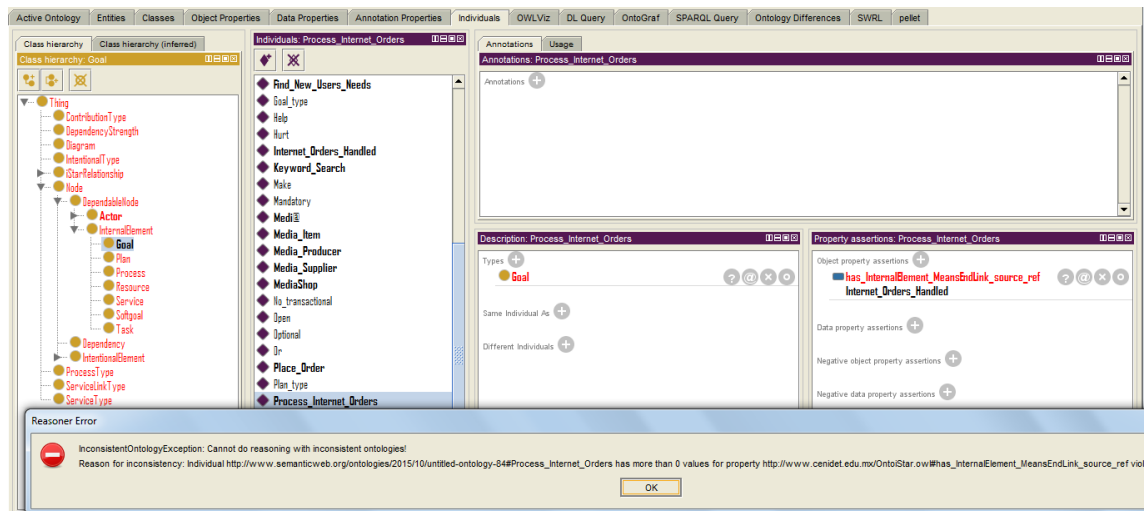 Active Ontology Entities Classes Object Properties Data Properties Annotation Properties Individuals OWLViz DL Query OntoGraf SPARQL Query Ontology Differences SWRL pellet
Class hierarchy Class hierarchy (inferred)
Class hierarchy: Goal
Thing
ContributionType
DependencyStrength
Diagram
IntentionalType
iStarRelationship
Node
DependableNode
Actor
InternalElement
Goal
Plan
Process
Resource
Service
Softgoal
Task
Dependency
IntentionalElement
ProcessType
ServiceLinkType
ServiceType
Individuals: Process_Internet_Orders
Find_New_Users_Needs
Goal_type
Help
Hurt
Internet_Orders_Handled
Keyword_Search
Make
Mandatory
Medi@
Media_Item
Media_Producer
Media_Supplier
MediaShop
No_transactional
Open
Optional
Or
Place_Order
Plan_type
Process_Internet_Orders
Annotations Usage
Annotations: Process_Internet_Orders
Annotations
Description: Process_Internet_Orders
Types
Goal
Same Individual As
Different Individuals
Property assertions: Process_Internet_Orders
Object property assertions
has_InternalElement_MeansEndLink_source_ref
Internet_Orders_Handled
Data property assertions
Negative object property assertions
Negative data property assertions
Reasoner Error
InconsistentOntologyException: Cannot do reasoning with inconsistent ontologies!
Reason for inconsistency: Individual http://www.semanticweb.org/ontologies/2015/10/untitled-ontology-84#Process_Internet_Orders has more than 0 values for property http://www.cenidet.edu.mx/OntoiStar.owl#has_InternalElement_MeansEndLink_source_ref viol
OK